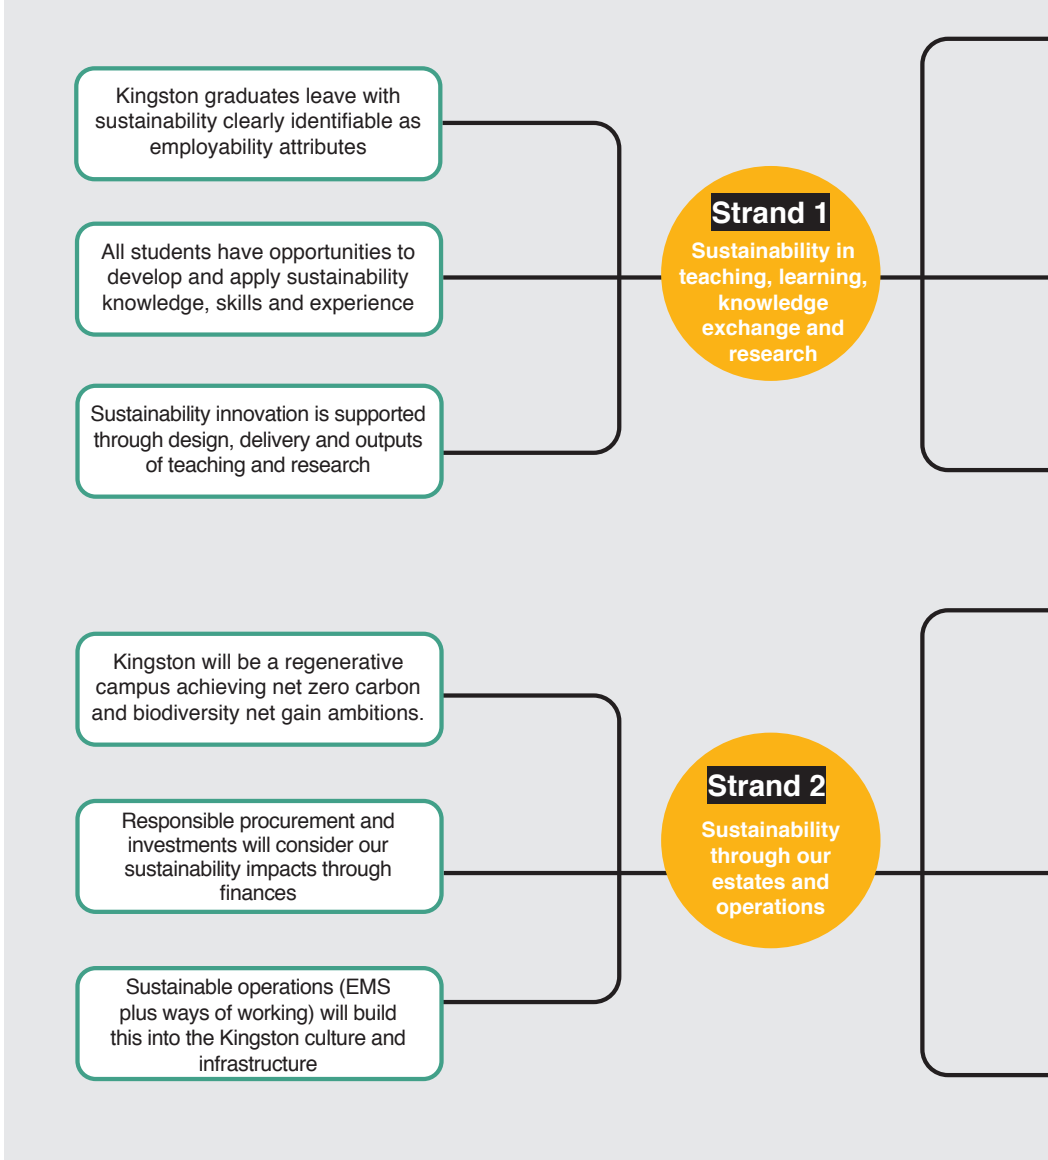 Kingston graduates leave with
sustainability clearly identifiable as
employability attributes
All students have opportunities to
develop and apply sustainability
knowledge, skills and experience
Sustainability innovation is supported
through design, delivery and outputs
of teaching and research
Strand 1
Sustainability in
teaching, learning,
knowledge
exchange and
research
Kingston will be a regenerative
campus achieving net zero carbon
and biodiversity net gain ambitions.
Responsible procurement and
investments will consider our
sustainability impacts through
finances
Sustainable operations (EMS
plus ways of working) will build
this into the Kingston culture and
infrastructure
Strand 2
Sustainability
through our
estates and
operations